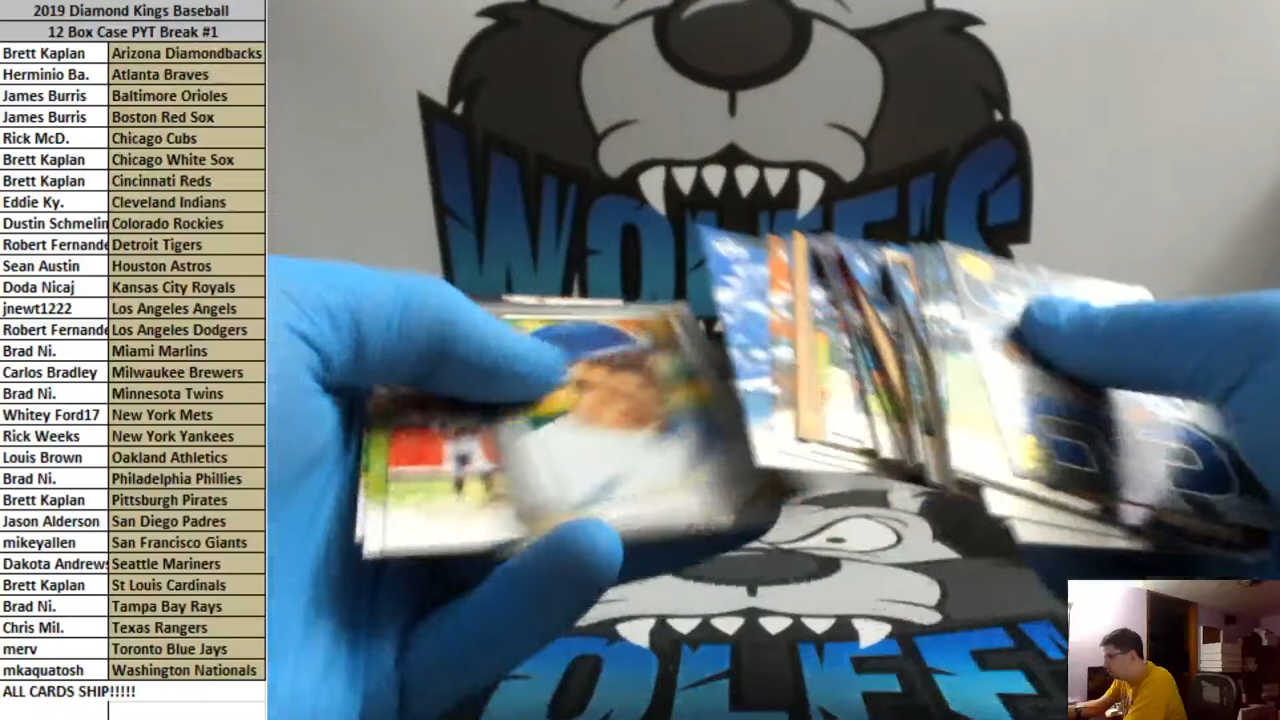 2019 Diamond Kings Baseball
12 Box Case PYT Break #1
Brett Kaplan Arizona Diamondbacks
Herminio Ba. Atlanta Braves
James Burris Baltimore Orioles
James Burris Boston Red Sox
Rick McD. Chicago Cubs
Brett Kaplan Chicago White Sox
Brett Kaplan Cincinnati Reds
Eddie Ky. Cleveland Indians
Dustin Schmelin Colorado Rockies
Robert Fernande Detroit Tigers
Sean Austin Houston Astros
Doda Nicaj Kansas City Royals
jnewt1222 Los Angeles Angels
Robert Fernande Los Angeles Dodgers
Brad Ni. Miami Marlins
Carlos Bradley Milwaukee Brewers
Brad Ni. Minnesota Twins
Whitey Ford17 New York Mets
Rick Weeks New York Yankees
Louis Brown Oakland Athletics
Brad Ni. Philadelphia Phillies
Brett Kaplan Pittsburgh Pirates
Jason Alderson San Diego Padres
mikeyallen San Francisco Giants
Dakota Andrews Seattle Mariners
Brett Kaplan St Louis Cardinals
Brad Ni. Tampa Bay Rays
Chris Mil. Texas Rangers
merv Toronto Blue Jays
mkaquatosh Washington Nationals
ALL CARDS SHIP!!!!!